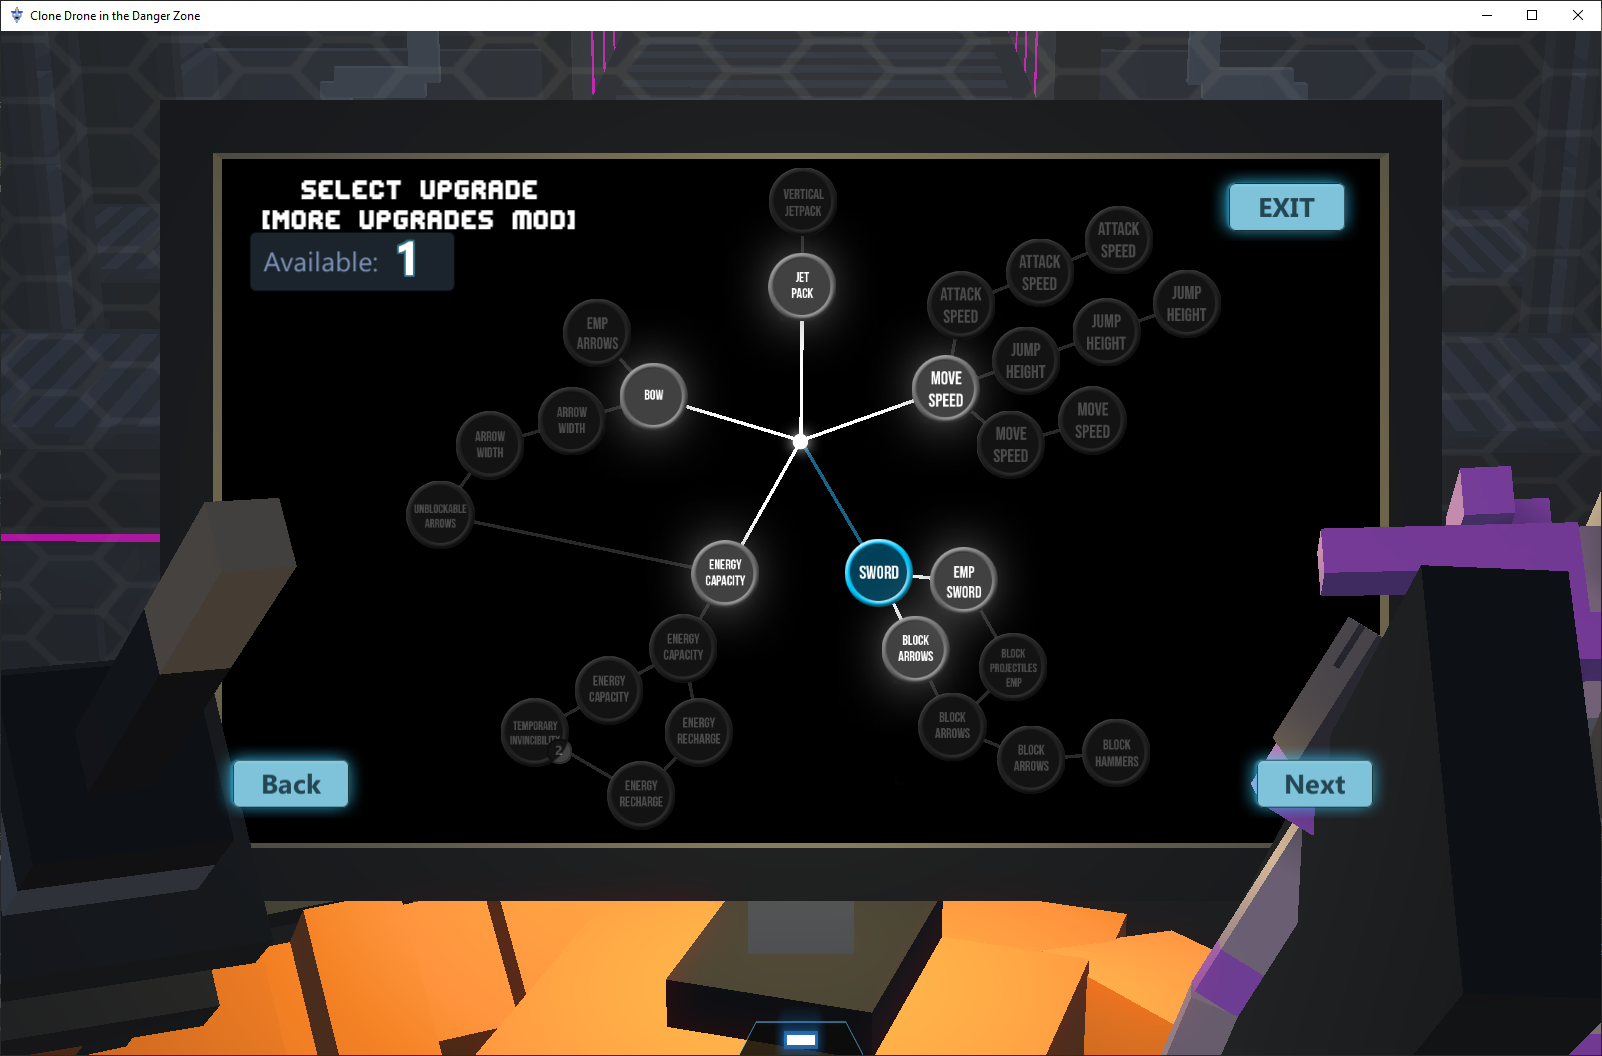 Clone Drone in the Danger Zone
SELECT UPGRADE
[MORE UPGRADES MOD]
Available: 1
EXIT
VERTICAL
JETPACK
JET
PACK
ATTACK
SPEED
ATTACK
SPEED
ATTACK
SPEED
JUMP
HEIGHT
JUMP
HEIGHT
JUMP
HEIGHT
MOVE
SPEED
MOVE
SPEED
MOVE
SPEED
EMP
ARROWS
BOW
ARROW
WIDTH
ARROW
WIDTH
UNBLOCKABLE
ARROWS
ENERGY
CAPACITY
SWORD
EMP
SWORD
BLOCK
ARROWS
BLOCK
PROJECTILES
EMP
BLOCK
ARROWS
BLOCK
ARROWS
BLOCK
HAMMERS
ENERGY
CAPACITY
ENERGY
CAPACITY
TEMPORARY
INVINCIBILITY
2
ENERGY
RECHARGE
ENERGY
RECHARGE
Back
Next